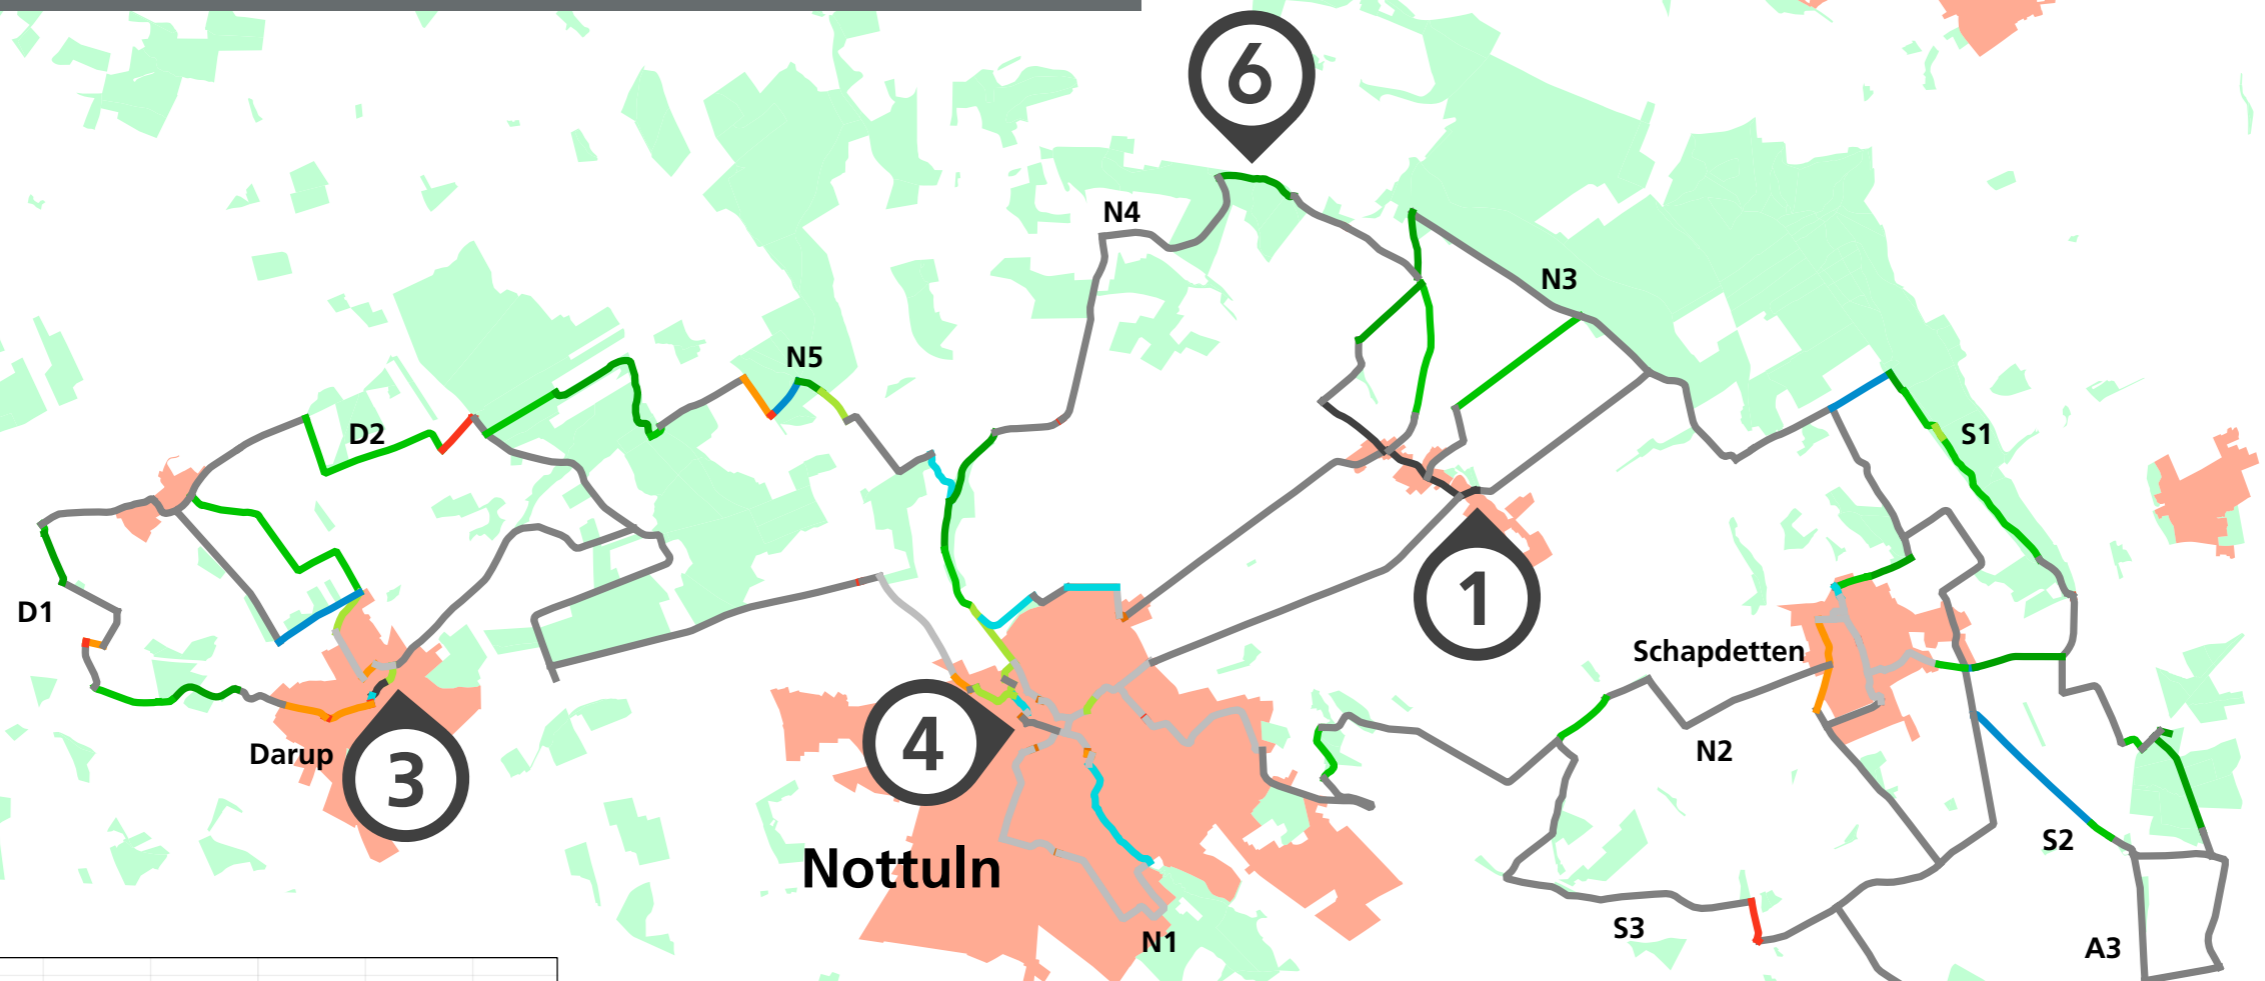 6
N4
N3
N5
D2
S1
D1
1
Schapdetten
Darup
N2
3
4
S2
Nottuln
S3
N1
A3